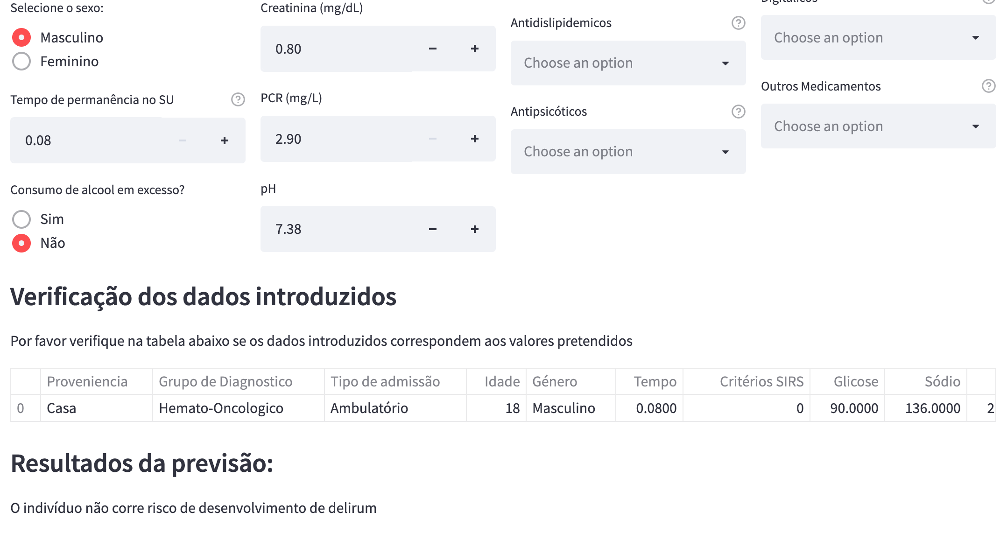 Selecione o sexo:
Masculino
Feminino
Tempo de permanência no SU
0.08
Consumo de alcool em excesso?
Sim
Não
Creatinina (mg/dL)
0.80
PCR (mg/L)
2.90
pH
7.38
Antidislipidemicos
Choose an option
Antipsicóticos
Choose an option
Digitálicos
Choose an option
Outros Medicamentos
Choose an option
Verificação dos dados introduzidos
Por favor verifique na tabela abaixo se os dados introduzidos correspondem aos valores pretendidos
Proveniencia Grupo de Diagnostico Tipo de admissão Idade Género Tempo Critérios SIRS Glicose Sódio
0 Casa Hemato-Oncologico Ambulatório 18 Masculino 0.0800 0 90.0000 136.0000 2
Resultados da previsão:
O indivíduo não corre risco de desenvolvimento de delirum